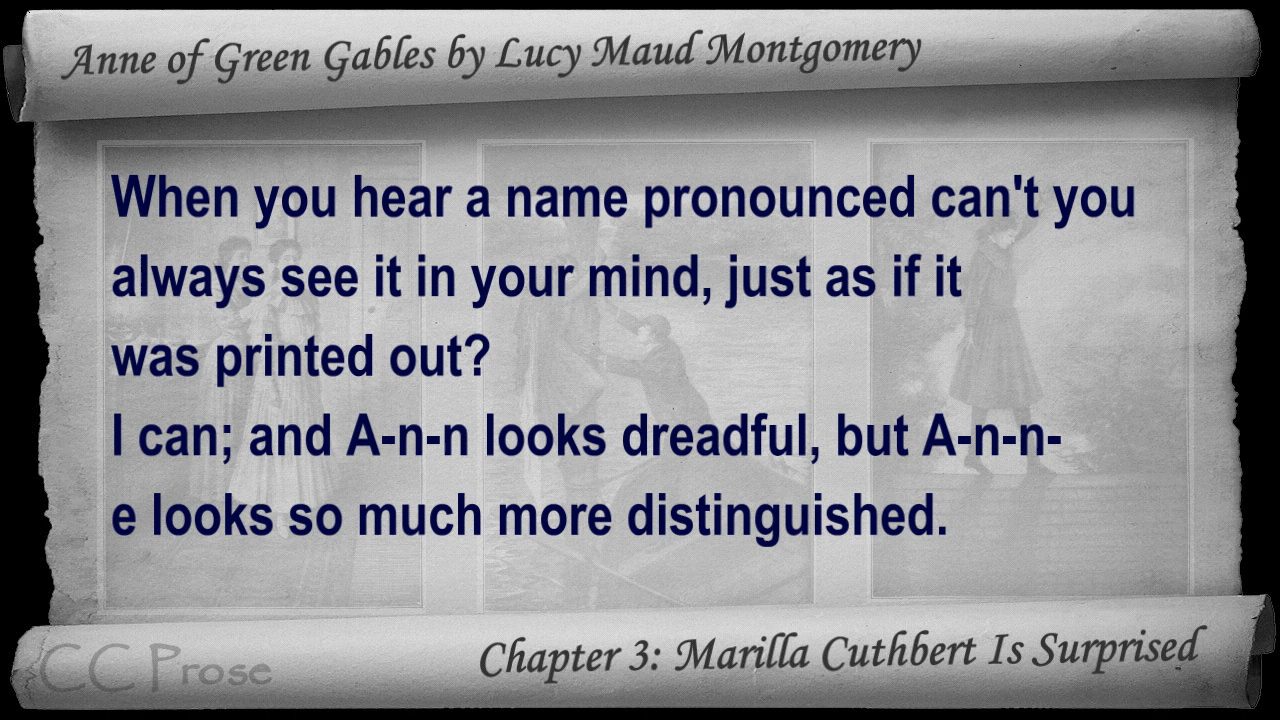 Anne of Green Gables by Lucy Maud Montgomery
When you hear a name pronounced can't you
always see it in your mind, just as if it
was printed out?
I can; and A-n-n looks dreadful, but A-n-n-
e looks so much more distinguished.
CC Prose
Chapter 3: Marilla Cuthbert Is Surprised